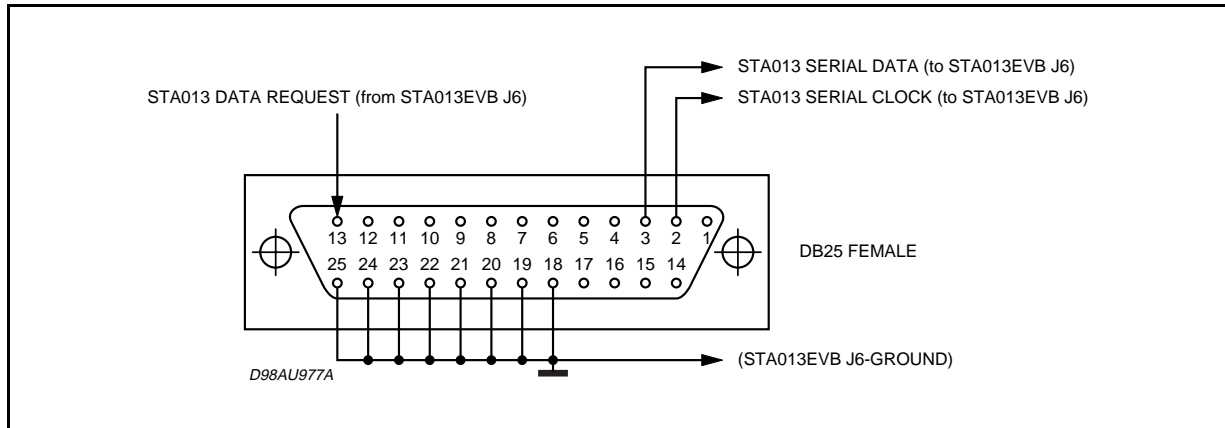 STA013 SERIAL DATA (to STA013EVB J6)
STA013 DATA REQUEST (from STA013EVB J6)
STA013 SERIAL CLOCK (to STA013EVB J6)
13 12 11 10 9 8 7 6 5 4 3 2 1
DB25 FEMALE
25 24 23 22 21 20 19 18 17 16 15 14
(STA013EVB J6-GROUND)
D98AU977A